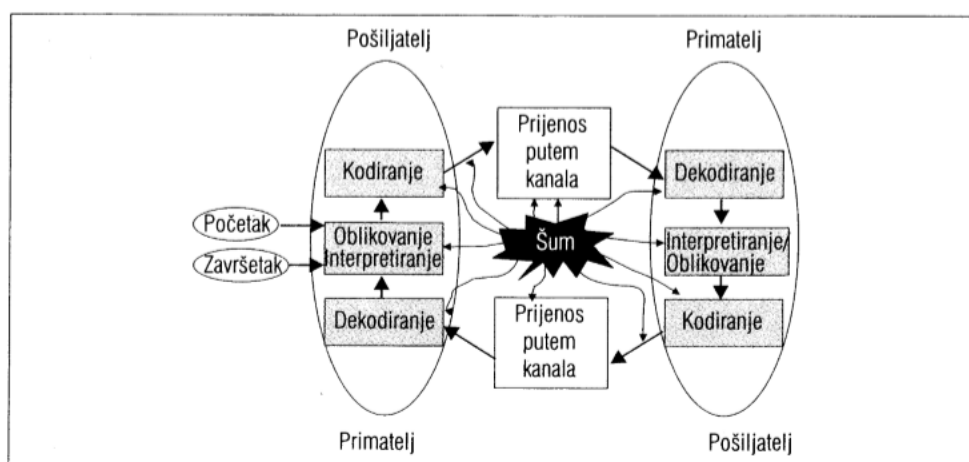 Pošiljatelj
Primatelj
Prijenos
putem
kanala
Kodiranje
Dekodiranje
Početak
Oblikovanje
Interpretiranje
Šum
Interpretiranje/
Oblikovanje
Završetak
Dekodiranje
Prijenos
putem
kanala
Kodiranje
Primatelj
Pošiljatelj